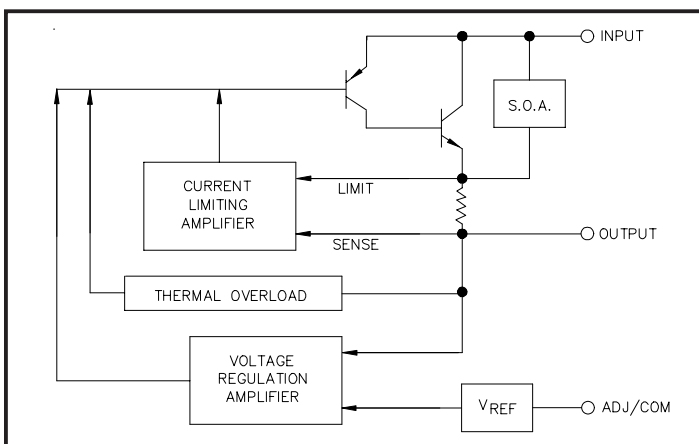 INPUT
S.O.A.
CURRENT
LIMITING
AMPLIFIER
LIMIT
SENSE
OUTPUT
THERMAL OVERLOAD
VOLTAGE
REGULATION
AMPLIFIER
VREF
ADJ/COM